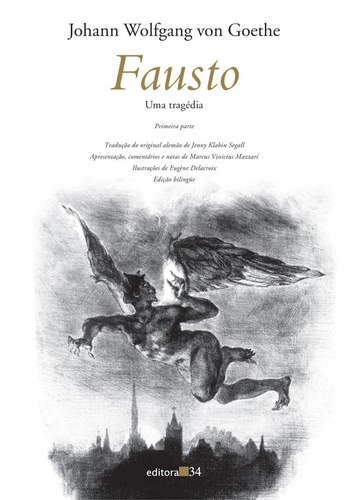 Johann Wolfgang von Goethe
Fausto
Uma tragédia
Primeira parte
Tradução do original alemão de Jenny Klabin Segall
Apresentação, comentários e notas de Marcus Vinicius Mazzari
Ilustrações de Eugène Delacroix
Edição bilíngüe
editora 34